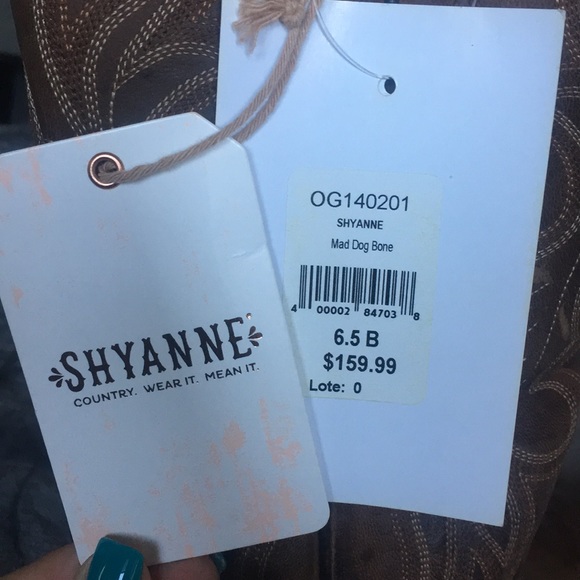 SHYANNE
COUNTRY. WEAR IT. MEAN IT.
OG140201
SHYANNE
Mad Dog Bone
4 00002 84703 8
6.5 B
$159.99
Lote: 0